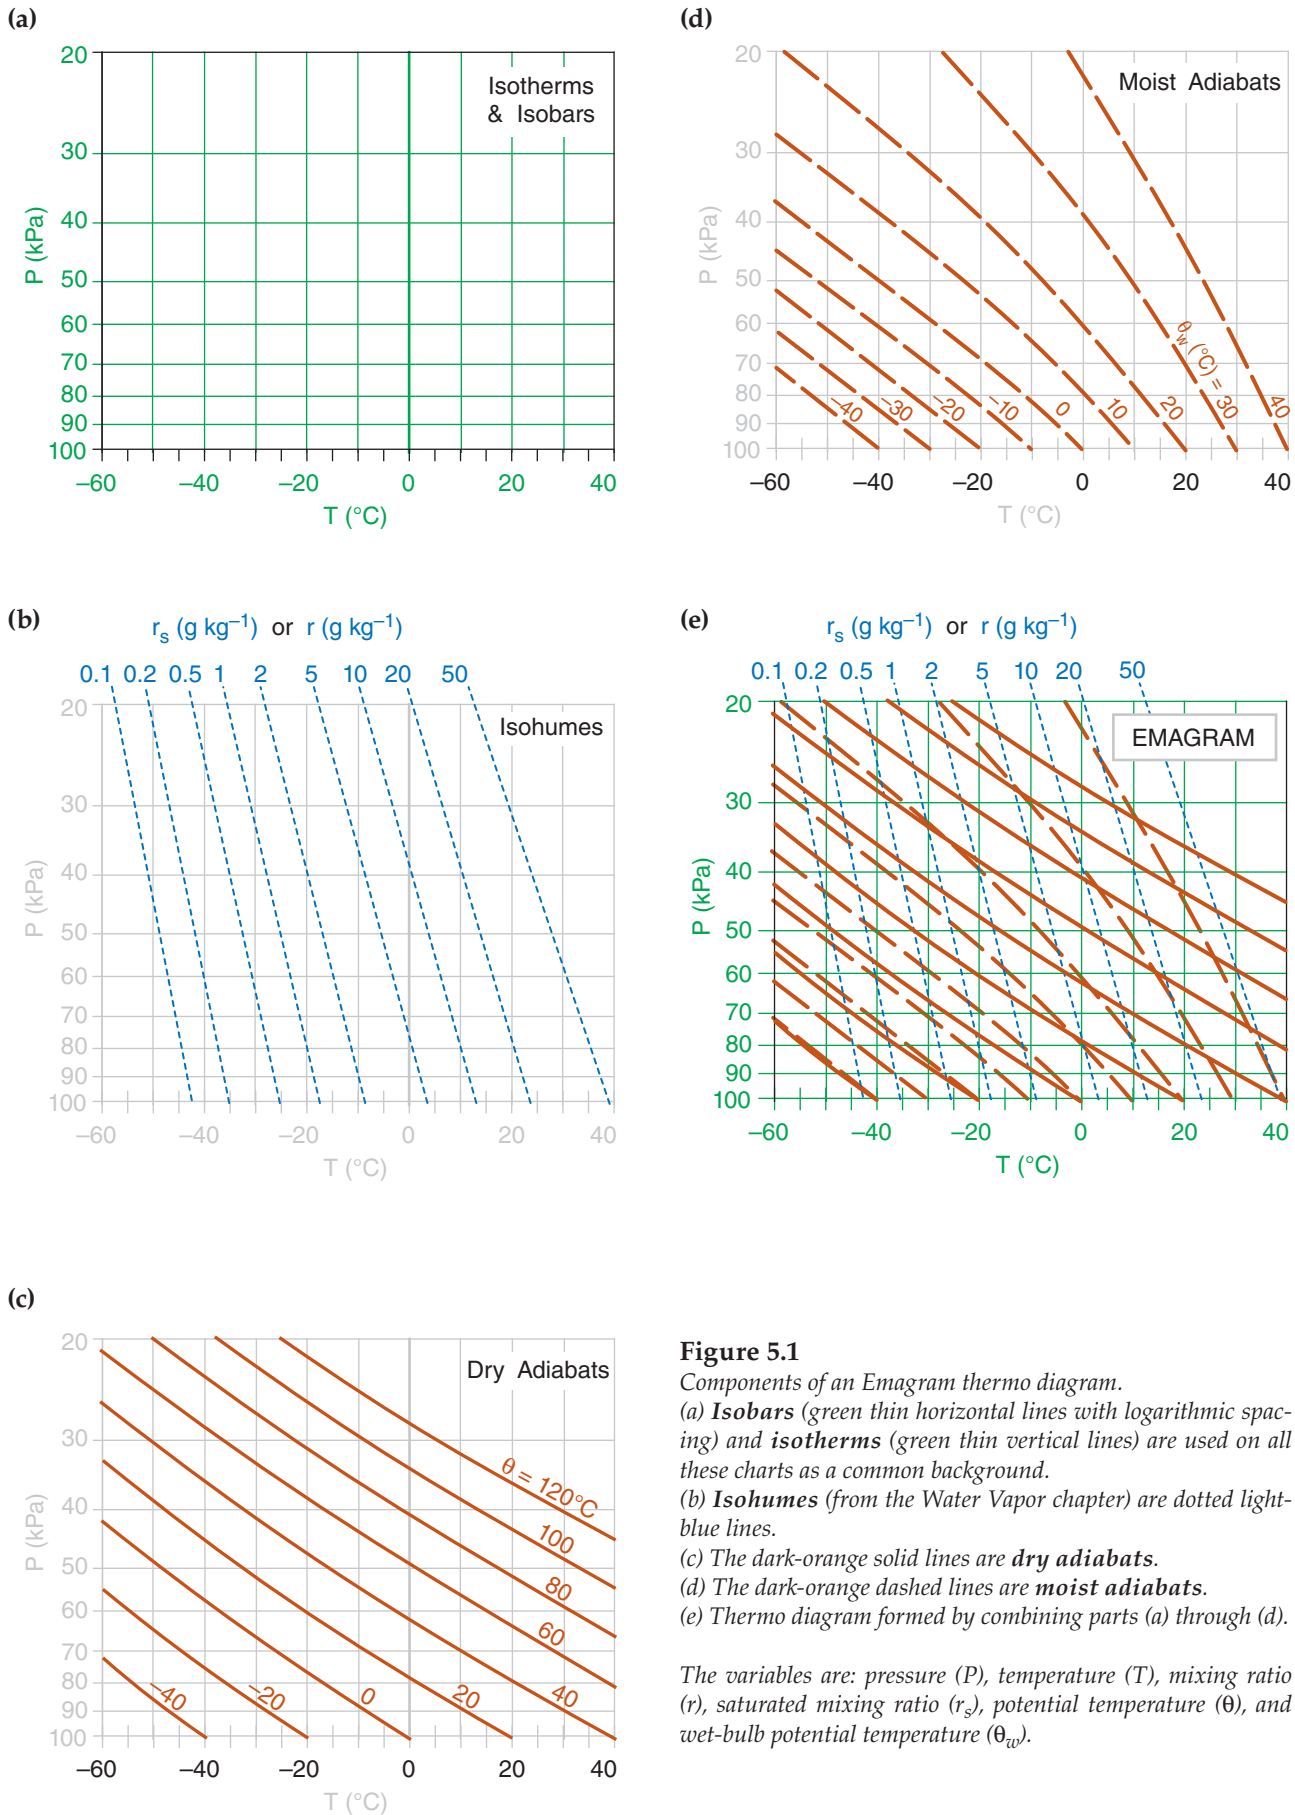 (a)
Isotherms
& Isobars
20
30
40
50
60
70
80
90
100
P (kPa)
–60 –40 –20 0 20 40
T (°C)
(d)
Moist Adiabats
20
30
40
50
60
70
80
90
100
P (kPa)
θw (°C) = 30
–40 –30 –20 –10 0 10 20 40
–60 –40 –20 0 20 40
T (°C)
(b)
rs (g kg–1) or r (g kg–1)
0.1 0.2 0.5 1 2 5 10 20 50
Isohumes
20
30
40
50
60
70
80
90
100
P (kPa)
–60 –40 –20 0 20 40
T (°C)
(e)
rs (g kg–1) or r (g kg–1)
0.1 0.2 0.5 1 2 5 10 20 50
EMAGRAM
20
30
40
50
60
70
80
90
100
P (kPa)
–60 –40 –20 0 20 40
T (°C)
(c)
Dry Adiabats
20
30
40
50
60
70
80
90
100
P (kPa)
θ = 120°C
100
80
60
–40 –20 0 20 40
–60 –40 –20 0 20 40
T (°C)
Figure 5.1
Components of an Emagram thermo diagram.
(a) Isobars (green thin horizontal lines with logarithmic spac-
ing) and isotherms (green thin vertical lines) are used on all
these charts as a common background.
(b) Isohumes (from the Water Vapor chapter) are dotted light-
blue lines.
(c) The dark-orange solid lines are dry adiabats.
(d) The dark-orange dashed lines are moist adiabats.
(e) Thermo diagram formed by combining parts (a) through (d).
The variables are: pressure (P), temperature (T), mixing ratio
(r), saturated mixing ratio (rs), potential temperature (θ), and
wet-bulb potential temperature (θw).